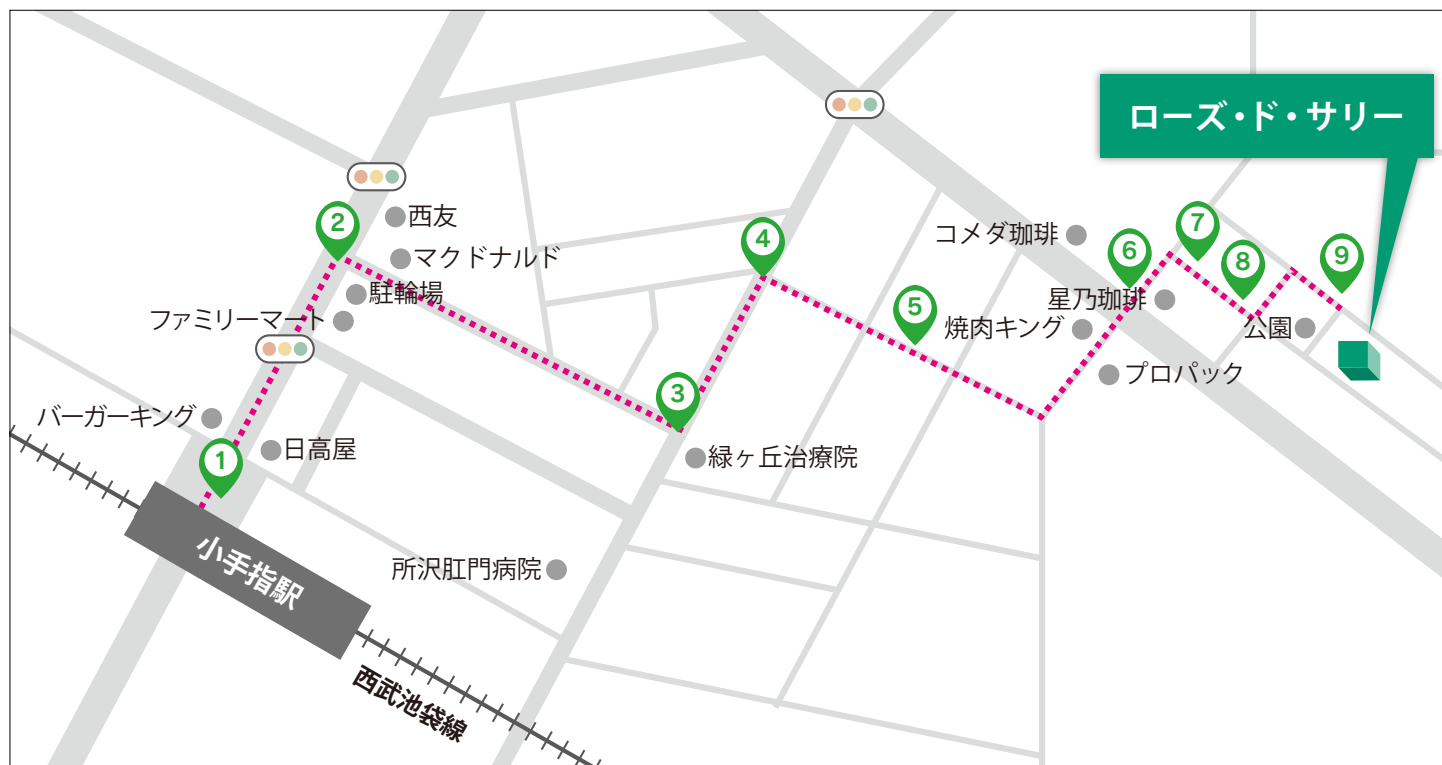 ローズ・ド・サリー
2
西友
4
7
コメダ珈琲
6
8
9
マクドナルド
駐輪場
ファミリーマート
5
星乃珈琲
焼肉キング
公園
プロパック
3
バーガーキング
1
日高屋
緑ヶ丘治療院
小手指駅
所沢肛門病院
西武池袋線